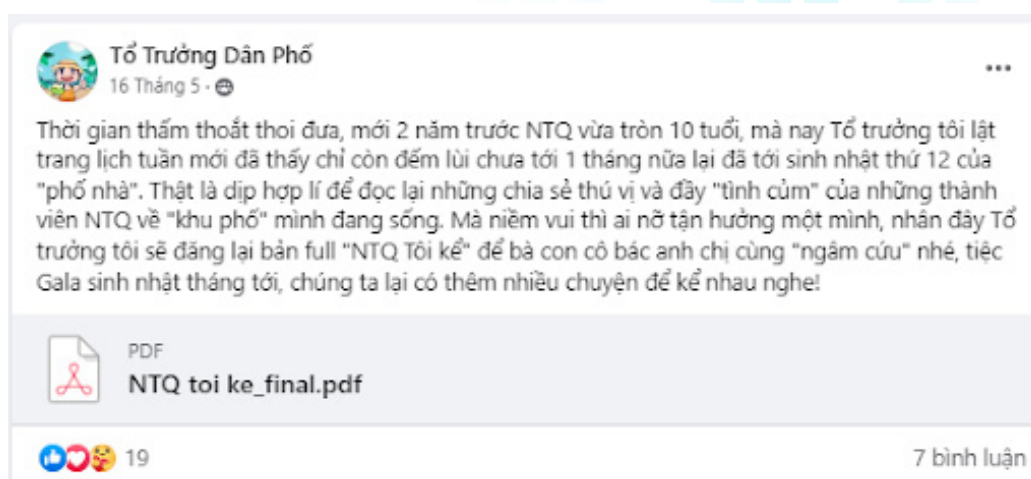 Tổ Trưởng Dân Phố
16 Tháng 5 ·
Thời gian thấm thoắt thoi đưa, mới 2 năm trước NTQ vừa tròn 10 tuổi, mà nay Tổ trưởng tôi lật
trang lịch tuần mới đã thấy chỉ còn đếm lùi chưa tới 1 tháng nữa lại đã tới sinh nhật thứ 12 của
"phố nhà". Thật là dịp hợp lí để đọc lại những chia sẻ thú vị và đầy "tình củm" của những thành
viên NTQ về "khu phố" mình đang sống. Mà niềm vui thì ai nỡ tận hưởng một mình, nhân đây Tổ
trưởng tôi sẽ đăng lại bản full "NTQ Tôi kể" để bà con cô bác anh chị cùng "ngâm cứu" nhé, tiệc
Gala sinh nhật tháng tới, chúng ta lại có thêm nhiều chuyện để kể nhau nghe!
PDF
NTQ toi ke_final.pdf
19
7 bình luận